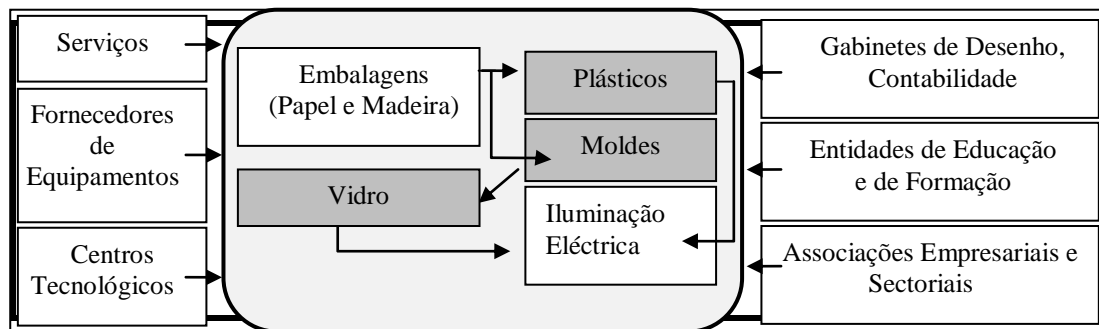 Serviços
Fornecedores
de
Equipamentos
Centros
Tecnológicos
Embalagens
(Papel e Madeira)
Plásticos
Moldes
Vidro
Iluminação
Eléctrica
Gabinetes de Desenho,
Contabilidade
Entidades de Educação
e de Formação
Associações Empresariais e
Sectoriais